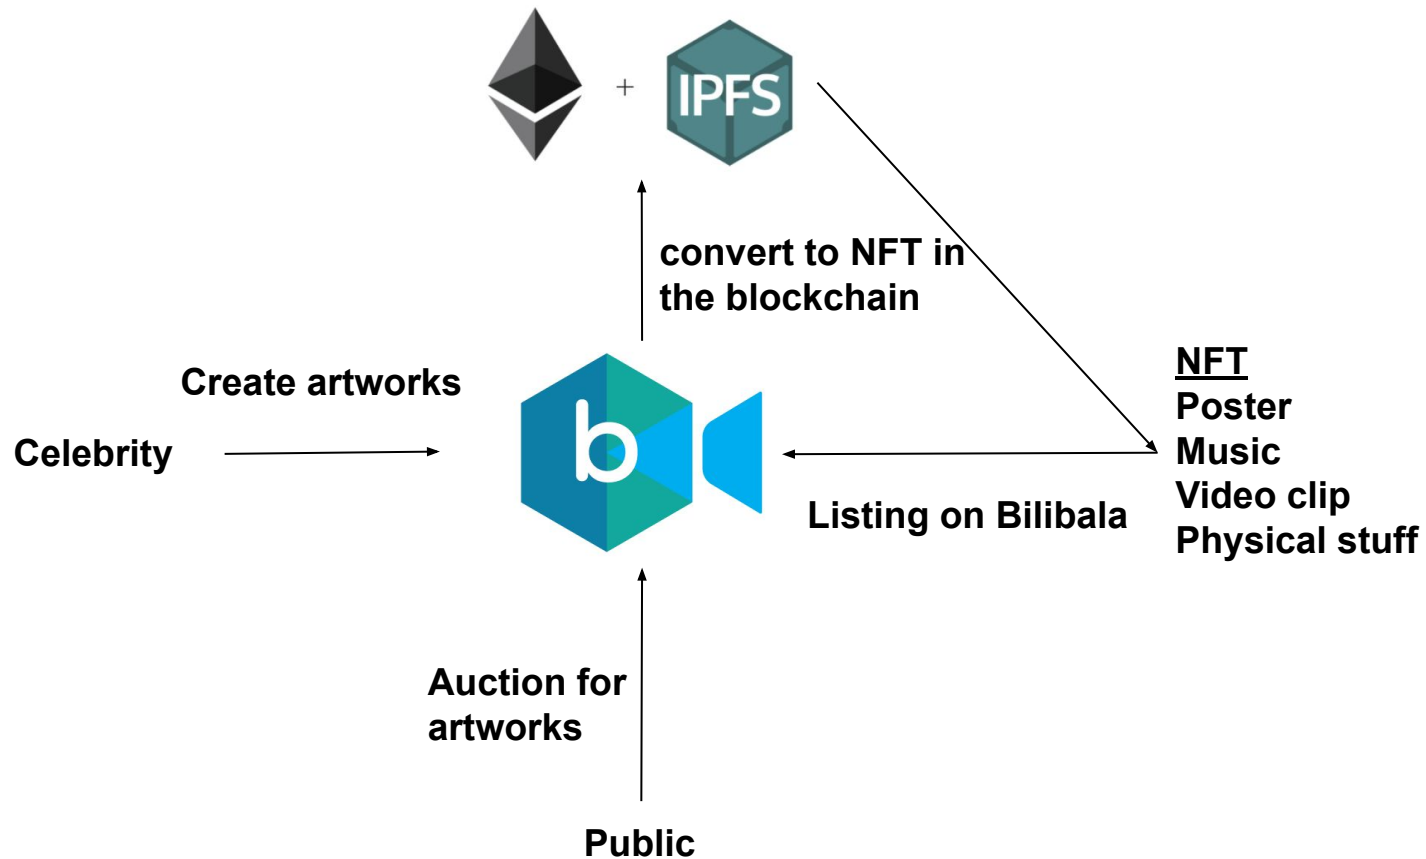 +
IPFS
convert to NFT in
the blockchain
NFT
Create artworks
Poster
Celebrity
b
Music
Video clip
Listing on Bilibala
Physical stuff
Auction for
artworks
Public